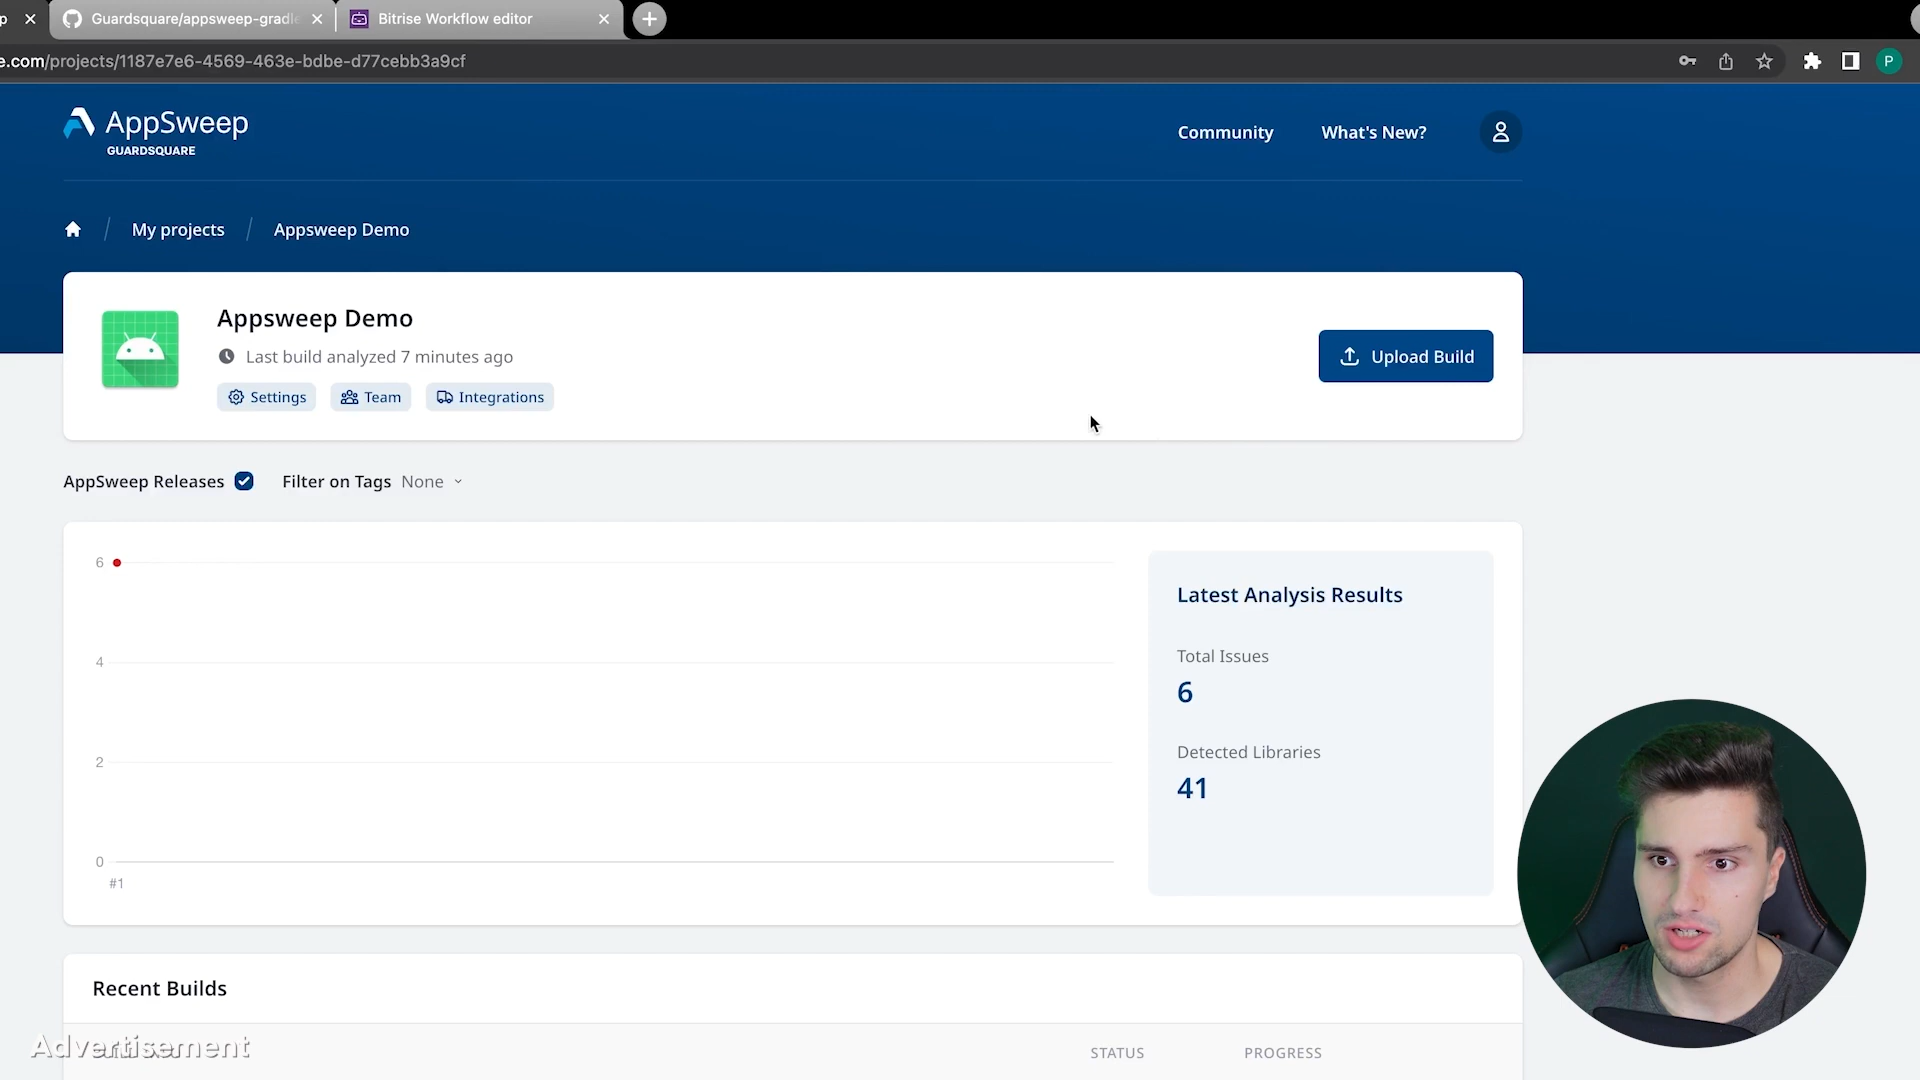 p
Guardsquare/appsweep-gradle
Bitrise Workflow editor
e.com/projects/1187e7e6-4569-463e-bdbe-d77cebb3a9cf
P
AppSweep
GUARDSQUARE
Community
What's New?
/ My projects / Appsweep Demo
Appsweep Demo
Last build analyzed 7 minutes ago
Upload Build
Settings
Team
Integrations
AppSweep Releases
Filter on Tags None
6
4
2
0
#1
Latest Analysis Results
Total Issues
6
Detected Libraries
41
Recent Builds
Advertisement
STATUS
PROGRESS